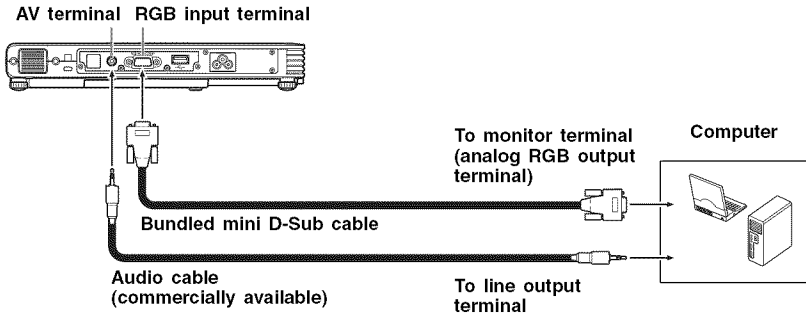 AV terminal RGB input terminal
To monitor terminal
(analog RGB output
terminal)
Computer
Bundled mini D-Sub cable
Audio cable
(commercially available)
To line output
terminal